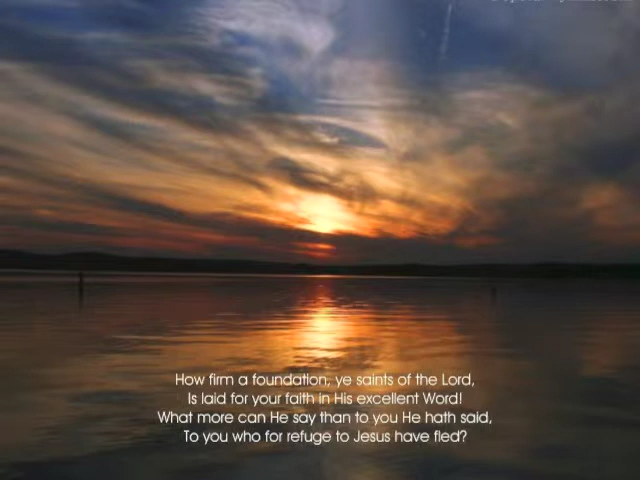 How firm a foundation, ye saints of the Lord,
Is laid for your faith in His excellent Word!
What more can He say than to you He hath said,
To you who for refuge to Jesus have fled?